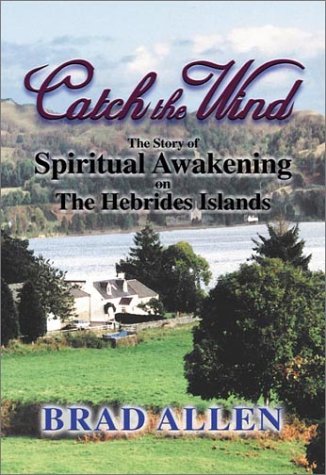 Catch the Wind
The Story of
Spiritual Awakening
on
The Hebrides Islands
BRAD ALLEN